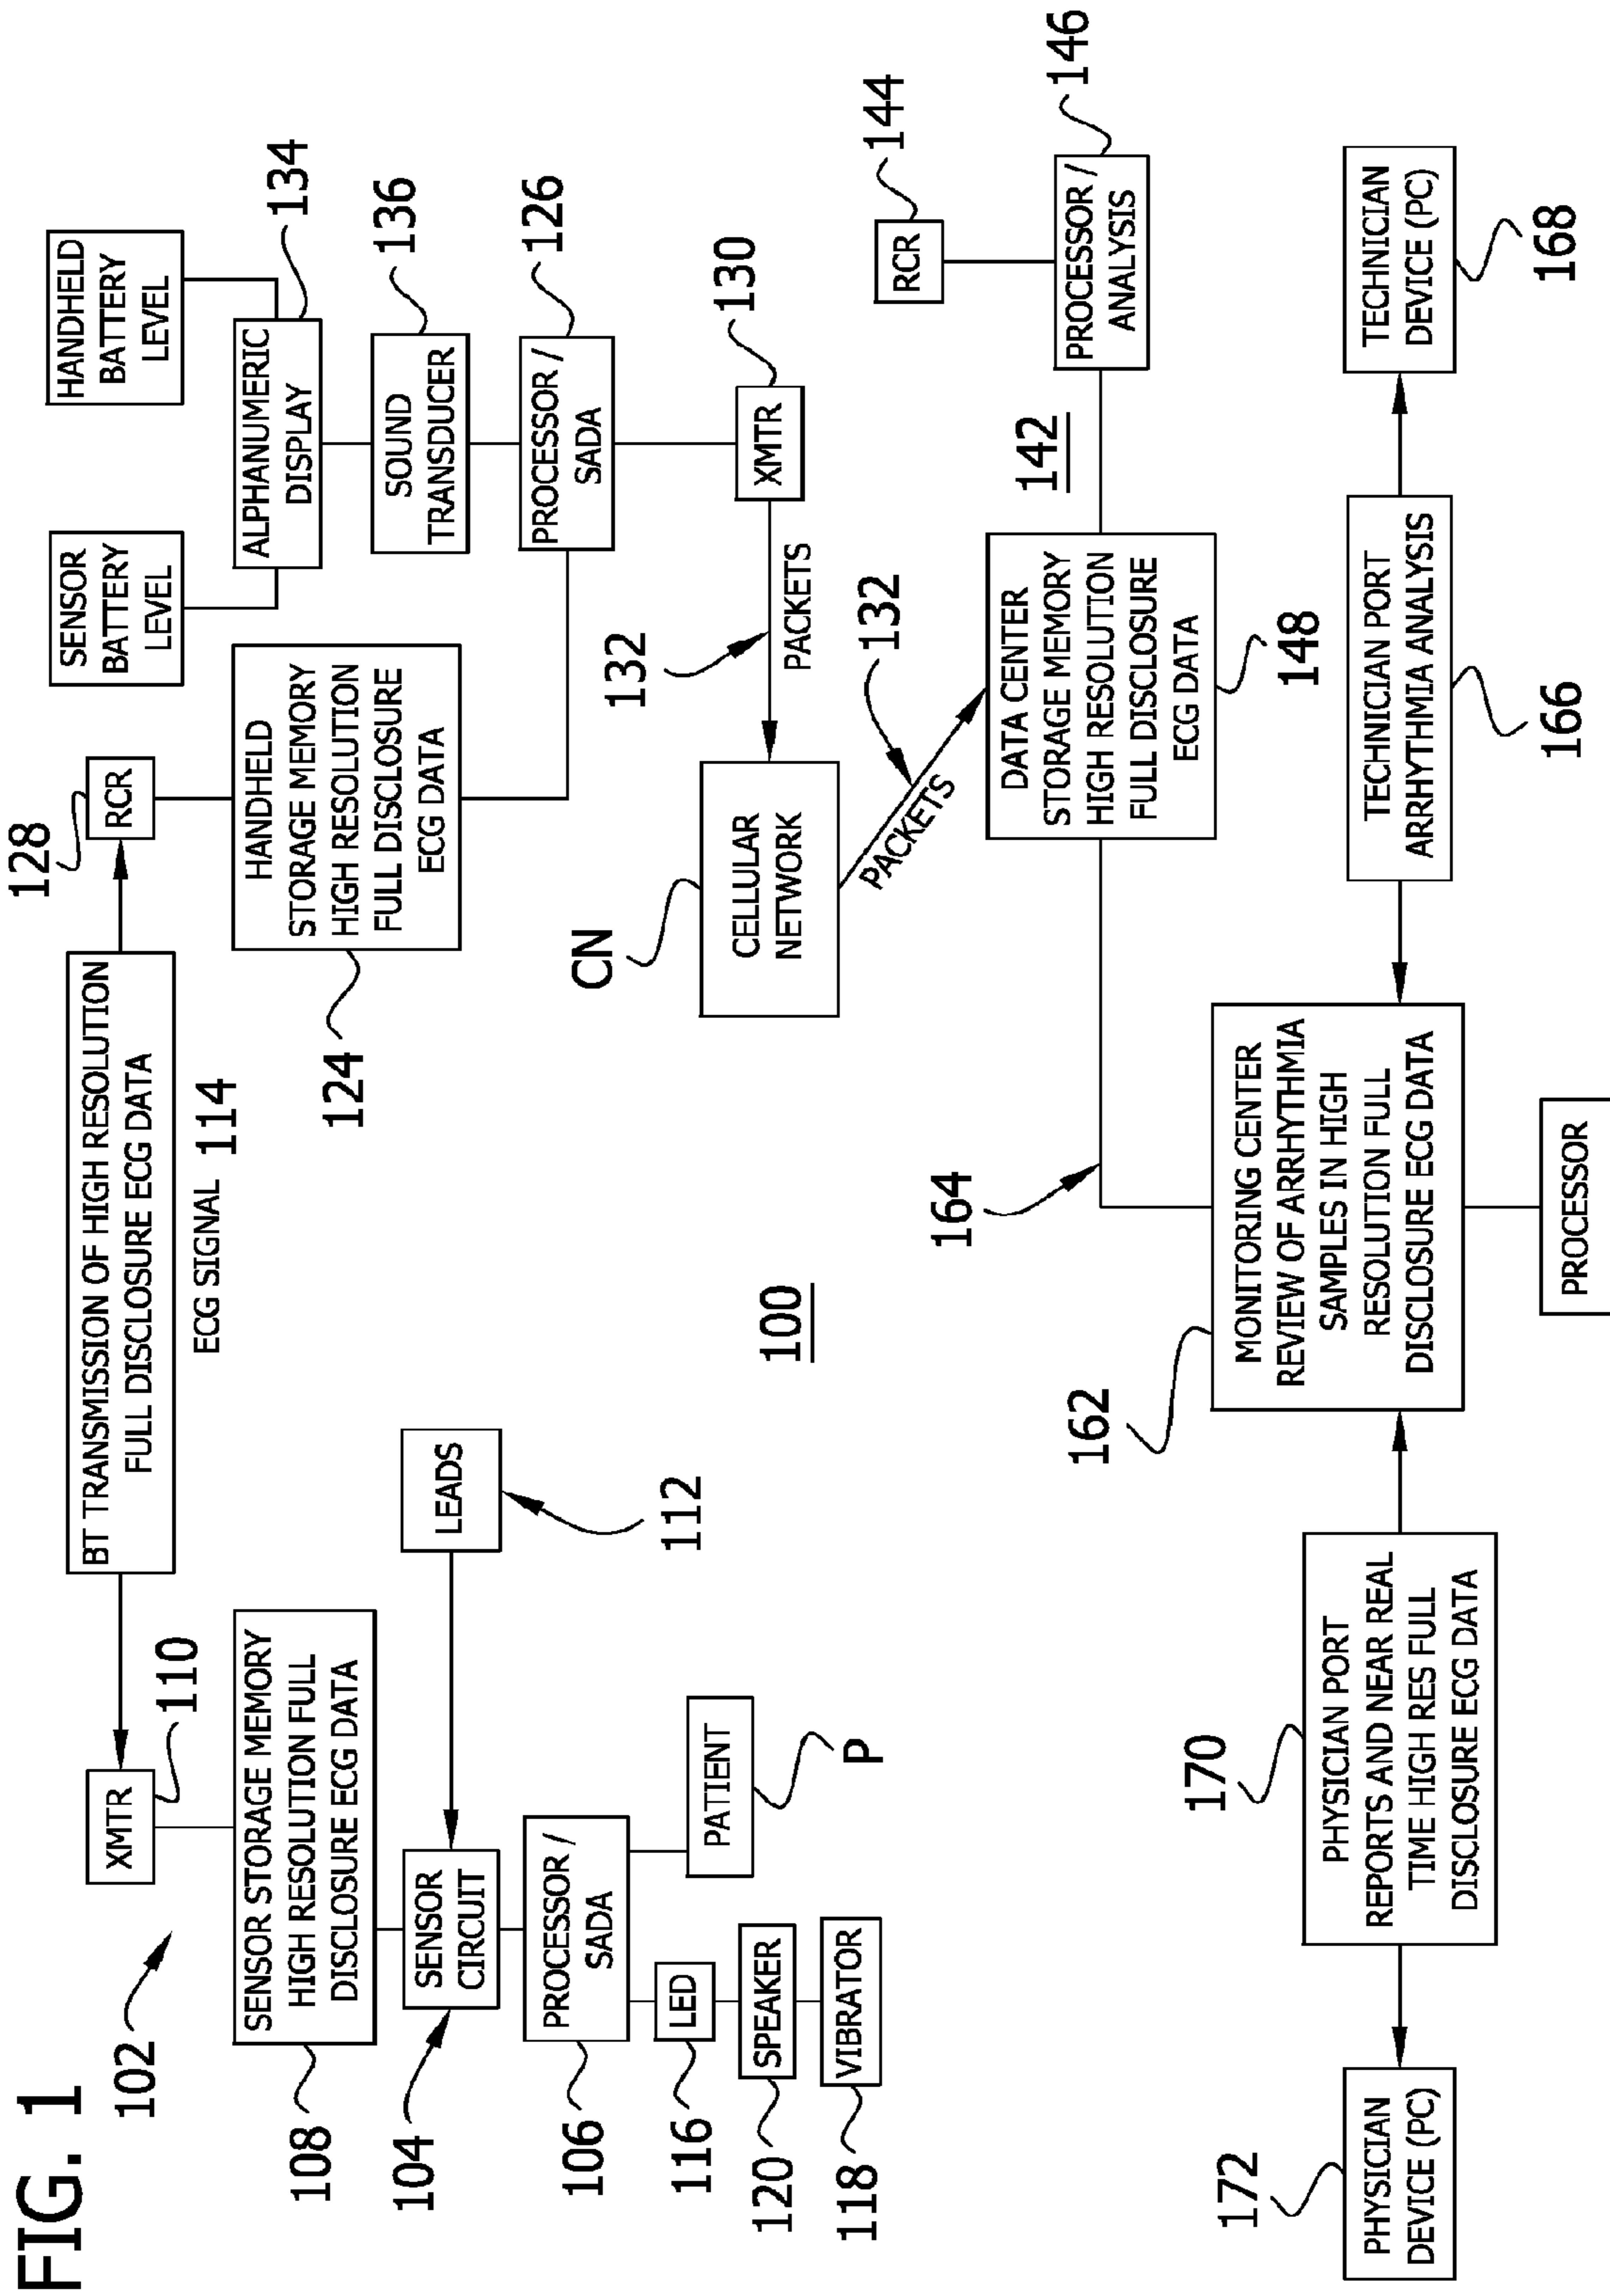 FIG. 1
102
XMTR
110
BT TRANSMISSION OF HIGH RESOLUTION
FULL DISCLOSURE ECG DATA
ECG SIGNAL 114
128
RCR
SENSOR STORAGE MEMORY
HIGH RESOLUTION FULL
DISCLOSURE ECG DATA
108
SENSOR
CIRCUIT
104
LEADS
112
PROCESSOR /
SADA
106
PATIENT
P
LED
116
SPEAKER
120
VIBRATOR
118
HANDHELD
STORAGE MEMORY
HIGH RESOLUTION
FULL DISCLOSURE
ECG DATA
124
SENSOR
BATTERY
LEVEL
HANDHELD
BATTERY
LEVEL
ALPHANUMERIC
DISPLAY
134
SOUND
TRANSDUCER
136
PROCESSOR /
SADA
126
XMTR
130
132
PACKETS
CELLULAR
NETWORK
CN
PACKETS
132
100
RCR
144
PROCESSOR /
ANALYSIS
146
142
DATA CENTER
STORAGE MEMORY
HIGH RESOLUTION
FULL DISCLOSURE
ECG DATA
148
164
MONITORING CENTER
REVIEW OF ARRHYTHMIA
SAMPLES IN HIGH
RESOLUTION FULL
DISCLOSURE ECG DATA
162
PROCESSOR
TECHNICIAN PORT
ARRHYTHMIA ANALYSIS
166
TECHNICIAN
DEVICE (PC)
168
PHYSICIAN PORT
REPORTS AND NEAR REAL
TIME HIGH RES FULL
DISCLOSURE ECG DATA
170
PHYSICIAN
DEVICE (PC)
172